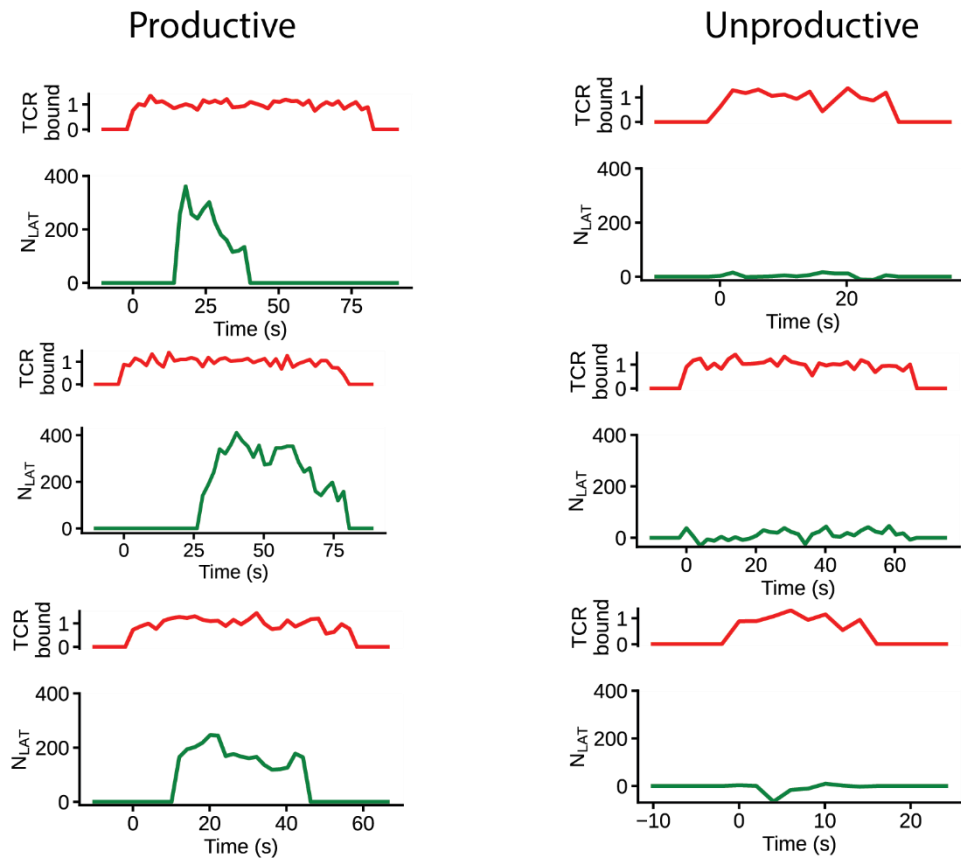 Productive
Unproductive
TCR bound
1
0
N_LAT
400
200
0
0 25 50 75
Time (s)
TCR bound
1
0
N_LAT
400
200
0
0 25 50 75
Time (s)
TCR bound
1
0
N_LAT
400
200
0
0 20 40 60
Time (s)
TCR bound
1
0
N_LAT
400
200
0
0 20
Time (s)
TCR bound
1
0
N_LAT
400
200
0
0 20 40 60
Time (s)
TCR bound
1
0
N_LAT
400
200
0
−10 0 10 20
Time (s)